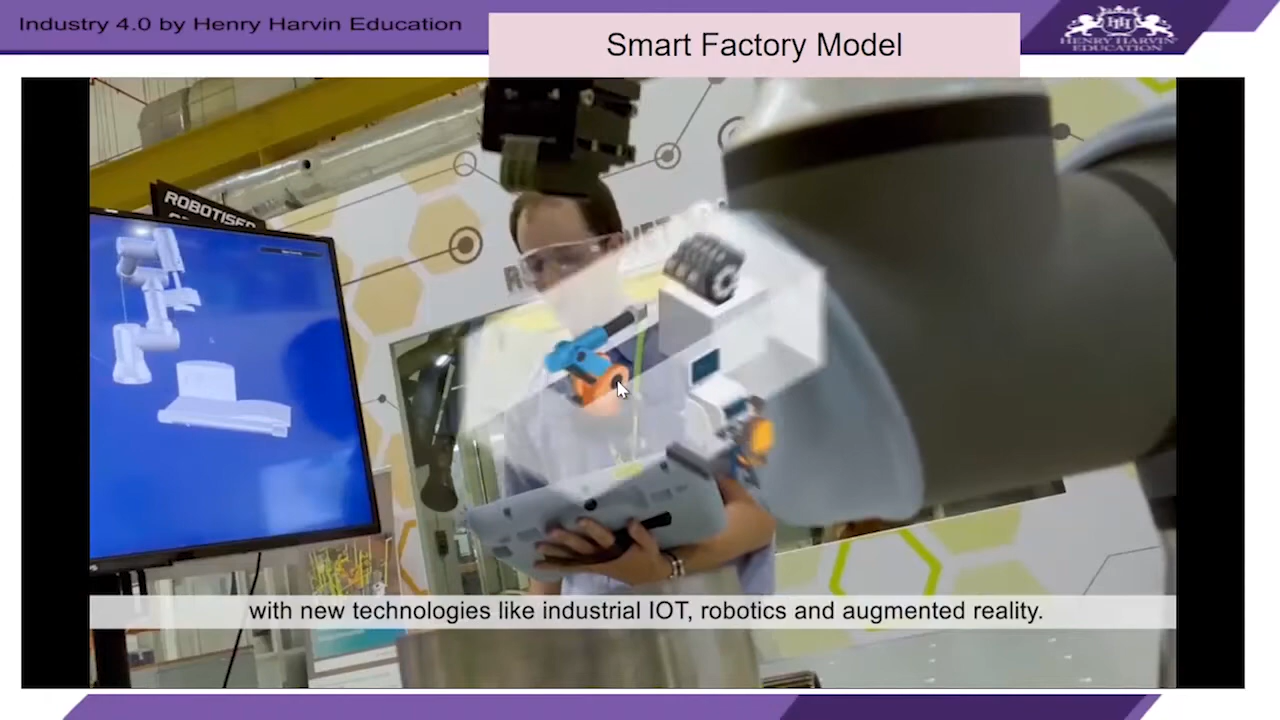 Industry 4.0 by Henry Harvin Education
Smart Factory Model
HENRY HARVIN
EDUCATION
ROBOTISED
with new technologies like industrial IOT, robotics and augmented reality.